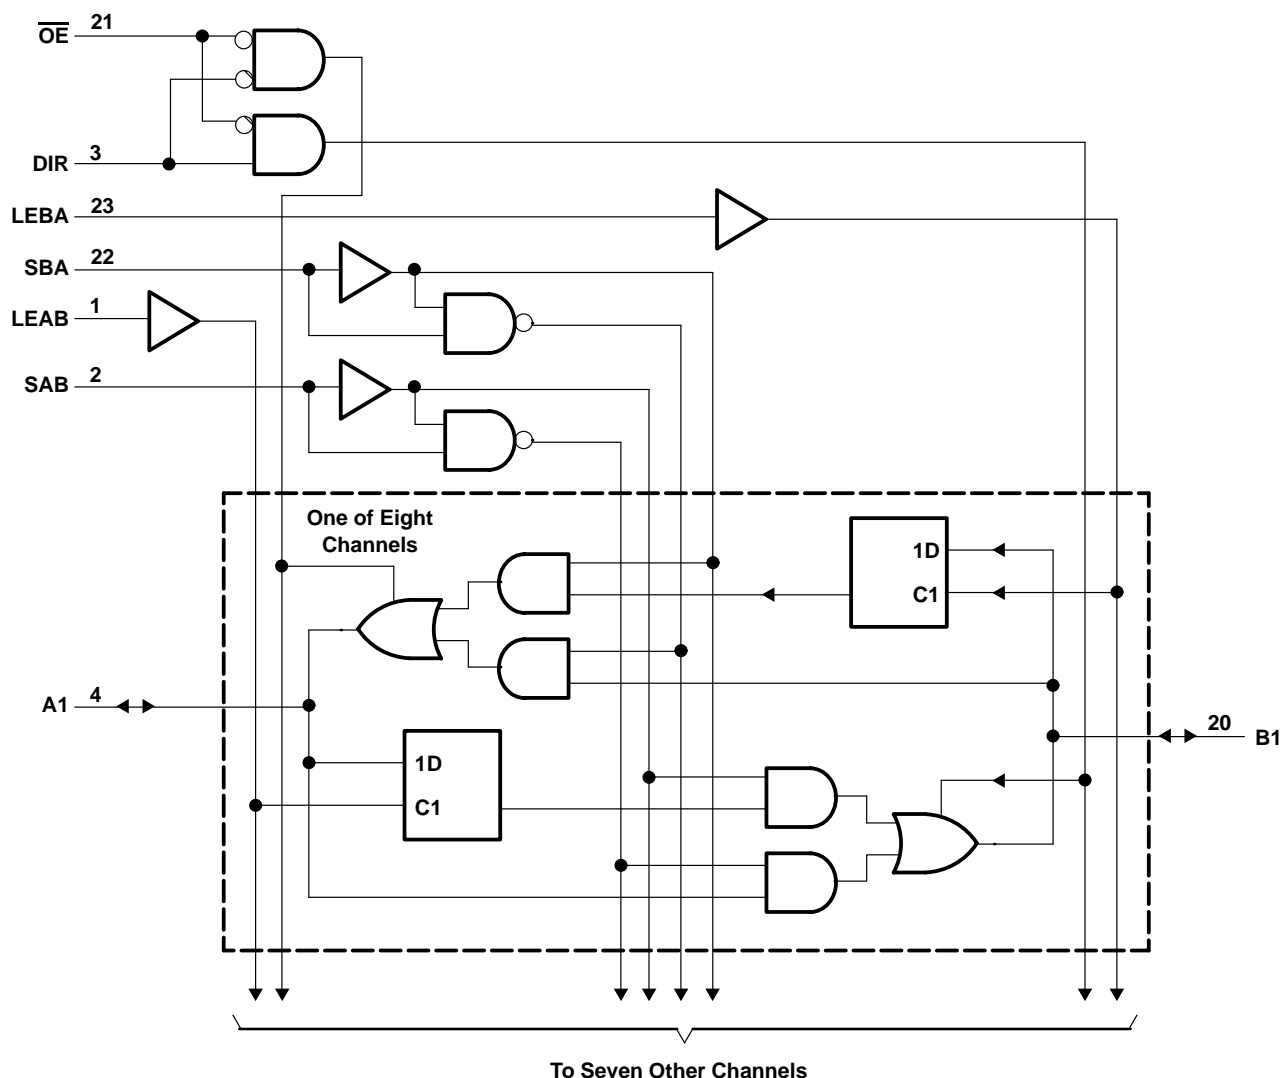 OE 21
DIR 3
LEBA 23
SBA 22
LEAB 1
SAB 2
One of Eight
Channels
1D
C1
A1 4
1D
C1
20 B1
To Seven Other Channels